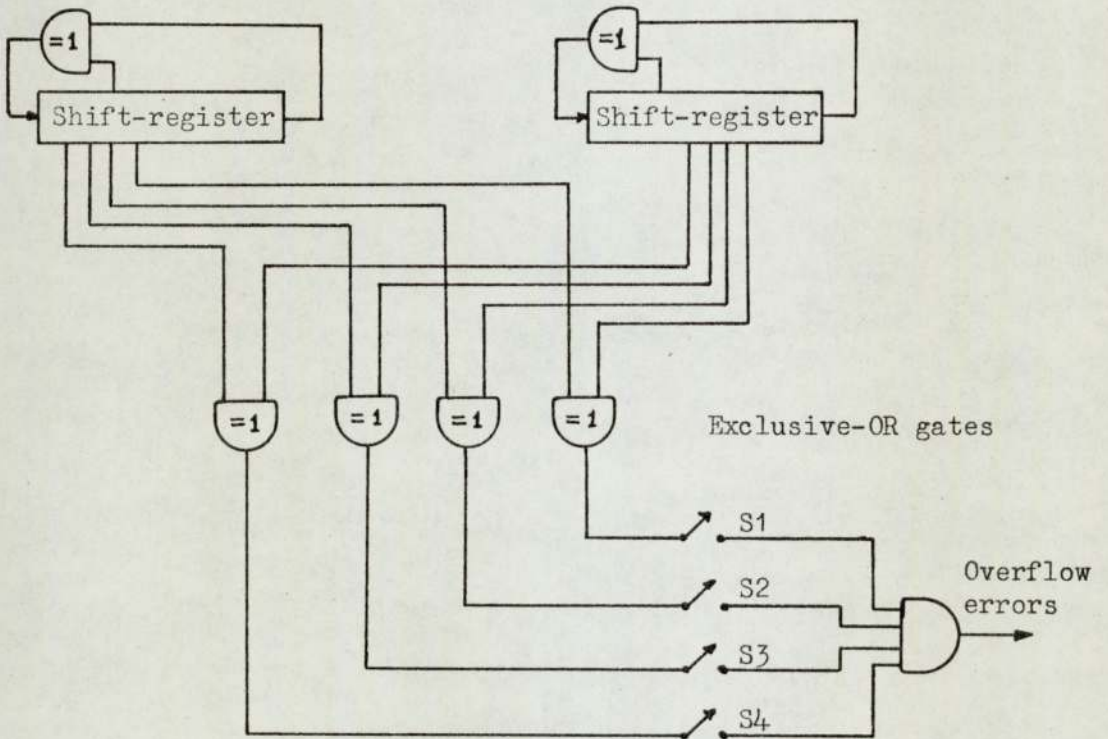 =1
=1
Shift-register
Shift-register
=1
=1
=1
=1
Exclusive-OR gates
S1
Overflow
errors
S2
S3
S4